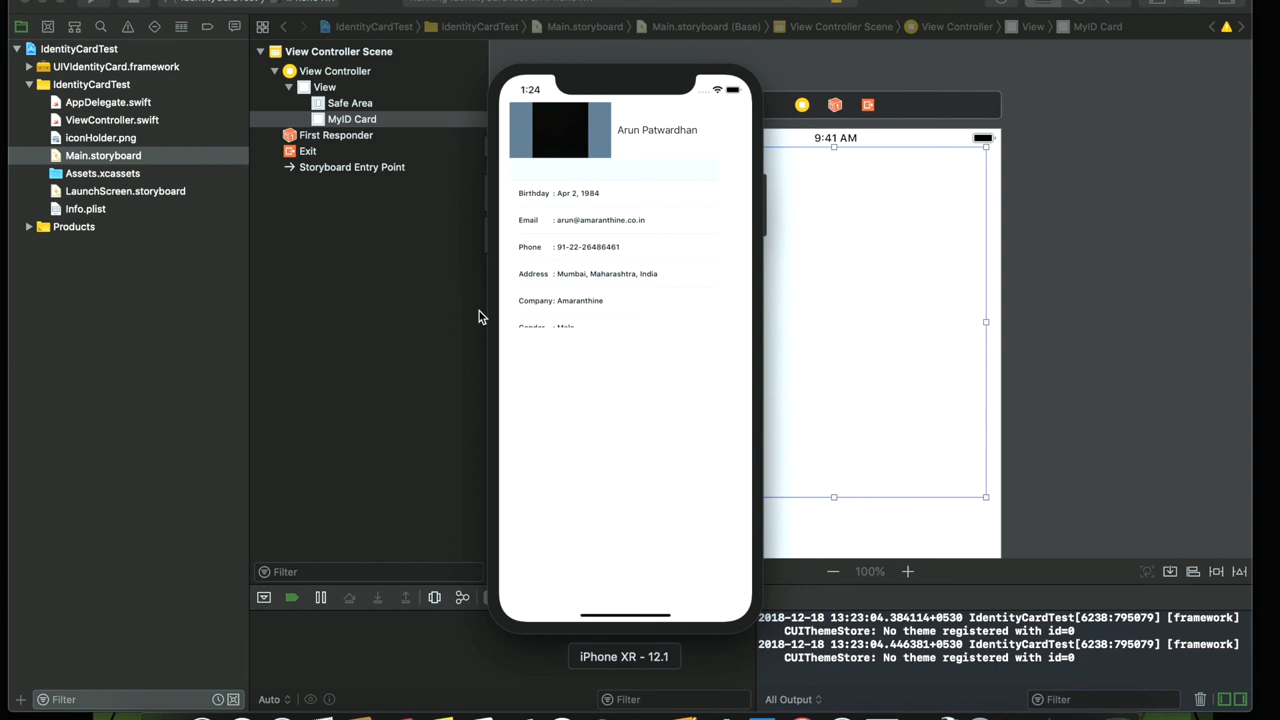 IdentityCardTest
IdentityCardTest
Main.storyboard
Main.storyboard (Base)
View Controller Scene
View Controller
View
MyID Card
IdentityCardTest
UIVIdentityCard.framework
IdentityCardTest
AppDelegate.swift
ViewController.swift
iconHolder.png
Main.storyboard
Assets.xcassets
LaunchScreen.storyboard
Info.plist
Products
View Controller Scene
View Controller
View
Safe Area
MyID Card
First Responder
Exit
Storyboard Entry Point
1:24
Arun Patwardhan
Birthday : Apr 2, 1984
Email : arun@amaranthine.co.in
Phone : 91-22-26486461
Address : Mumbai, Maharashtra, India
Company: Amaranthine
9:41 AM
Filter
100%
iPhone XR - 12.1
2018-12-18 13:23:04.384114+0530 IdentityCardTest[6238:795079] [framework]
CUIThemeStore: No theme registered with id=0
2018-12-18 13:23:04.446381+0530 IdentityCardTest[6238:795079] [framework]
CUIThemeStore: No theme registered with id=0
Filter
Auto
Filter
All Output
Filter